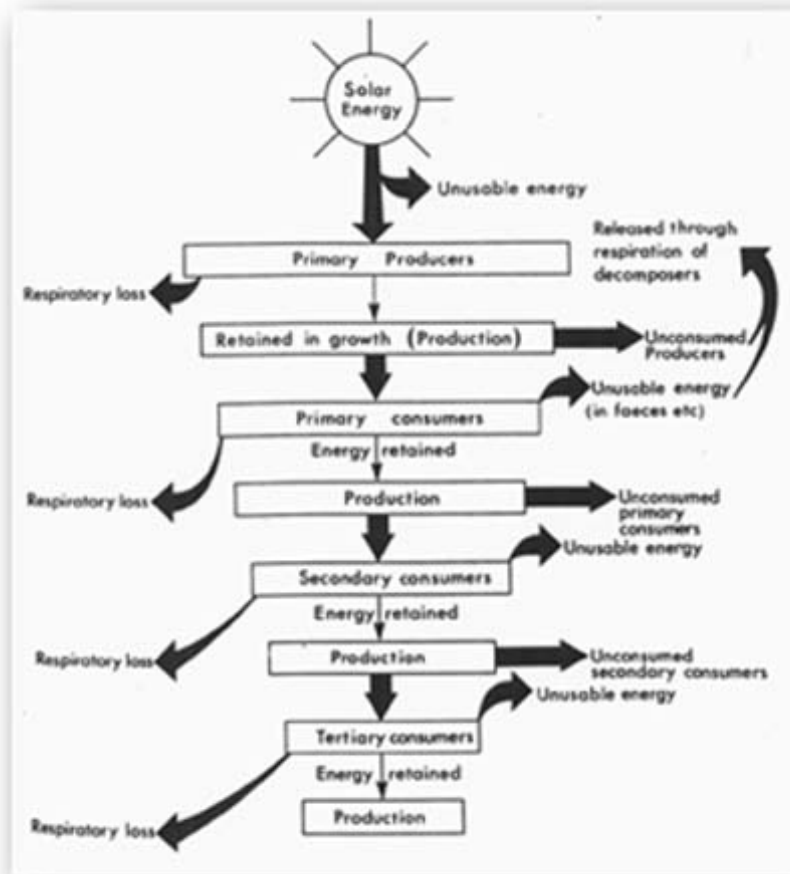 Solar
Energy
Unusable energy
Released through
respiration of
decomposers
Primary Producers
Respiratory loss
Retained in growth (Production)
Unconsumed
Producers
Unusable energy
(in faeces etc)
Primary consumers
Energy retained
Respiratory loss
Production
Unconsumed
primary
consumers
Unusable energy
Secondary consumers
Energy retained
Respiratory loss
Production
Unconsumed
secondary consumers
Unusable energy
Tertiary consumers
Energy retained
Respiratory loss
Production